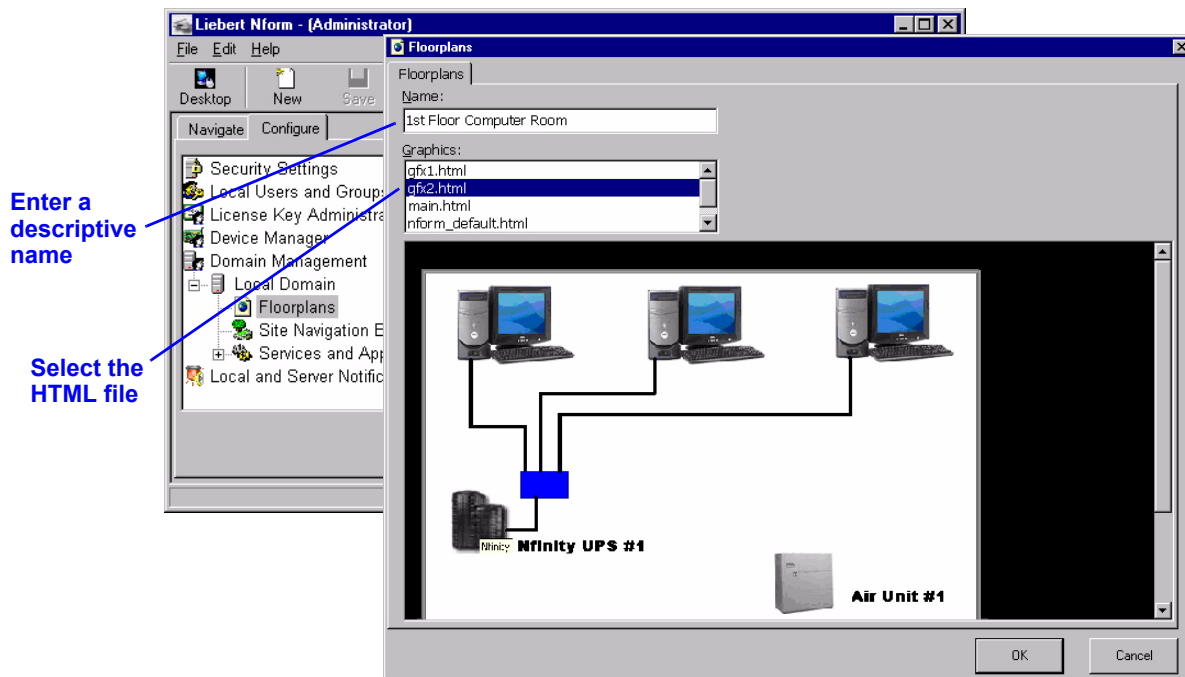 Liebert Nform - (Administrator)
File Edit Help
Desktop New Save
Navigate Configure
Security Settings
Local Users and Groups
License Key Administra
Device Manager
Domain Management
Local Domain
Floorplans
Site Navigation E
Services and App
Local and Server Notific
Enter a
descriptive
name
Select the
HTML file
Floorplans
Floorplans
Name:
1st Floor Computer Room
Graphics:
gfx1.html
gfx2.html
main.html
nform_default.html
Nfinity
Nfinity UPS #1
Air Unit #1
OK Cancel